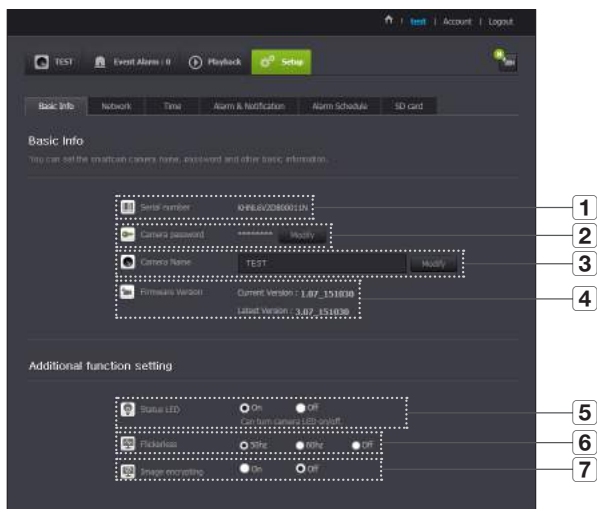 test | Account | Logout
TEST Event Alarm : 0 Playback Setup
Basic Info Network Time Alarm & Notification Alarm Schedule SD card
Basic Info
You can set the smartcam camera name, password and other basic information.
Serial number 1
Camera password ******** Modify 2
Camera Name TEST Modify 3
Firmware Version Current Version : 1.07_151030 4
Latest Version : 3.07_151030
Additional function setting
Status LED On Off 5
Can turn camera LED on/off.
Flickerless 50hz 60hz Off 6
Image encrypting On Off 7